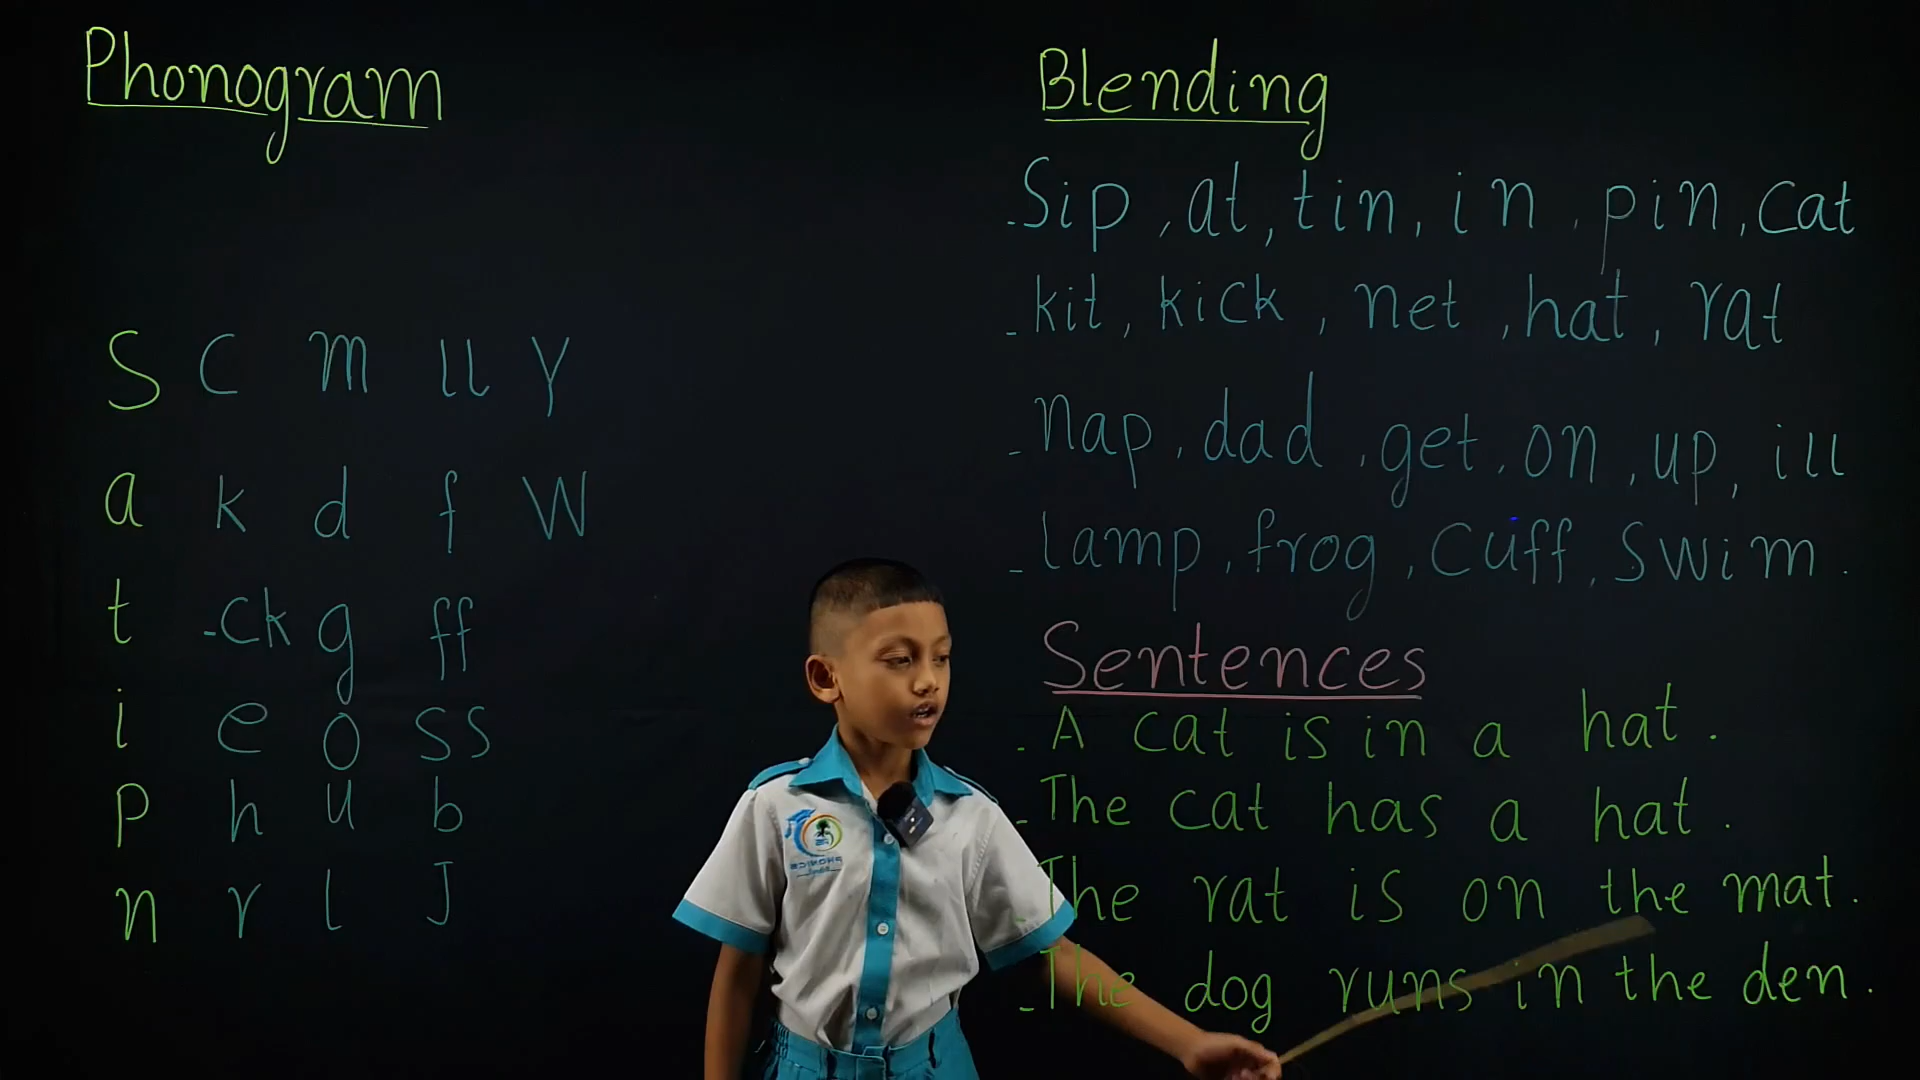 Phonogram
S c m ll y
a k d f w
t -ck g ff
i e o ss
p h u b
n r l J
Blending
- Sip, at, tin, in, pin, cat
- kit, kick, net, hat, rat
- nap, dad, get, on, up, ill
- lamp, frog, cuff, swim.
Sentences
- A cat is in a hat.
- The cat has a hat.
- The rat is on the mat.
- The dog runs in the den.
PHONICS